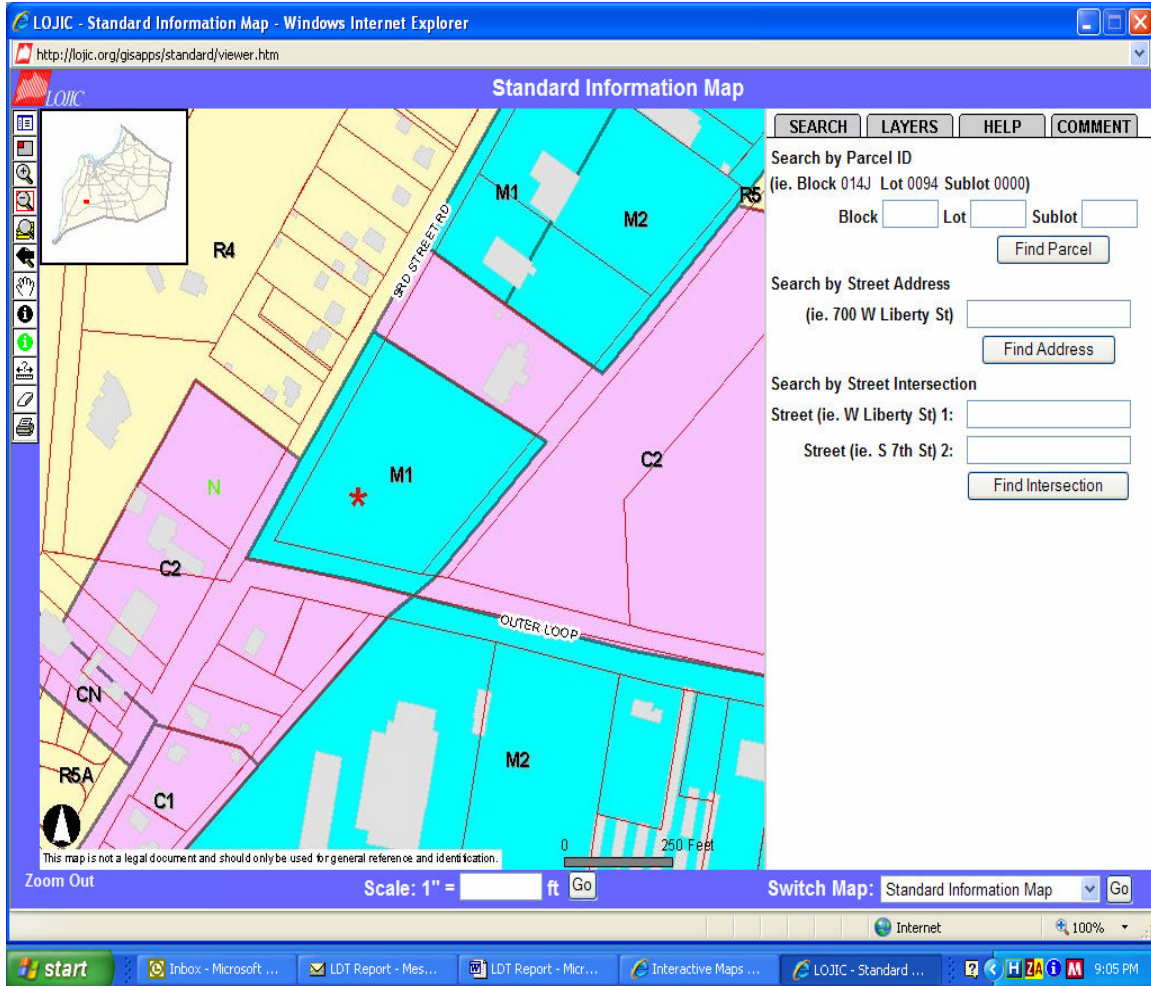 LOJIC - Standard Information Map - Windows Internet Explorer
http://lojic.org/gisapps/standard/viewer.htm
LOJIC
Standard Information Map
SEARCH LAYERS HELP COMMENT
Search by Parcel ID
(ie. Block 014J Lot 0094 Sublot 0000)
Block Lot Sublot
Find Parcel
Search by Street Address
(ie. 700 W Liberty St)
Find Address
Search by Street Intersection
Street (ie. W Liberty St) 1:
Street (ie. S 7th St) 2:
Find Intersection
M1
R5
M2
R4
3RD STREET RD
C2
M1
*
N
C2
OUTER LOOP
CN
M2
R5A
C1
0 250 Feet
This map is not a legal document and should only be used for general reference and identification.
Zoom Out
Scale: 1" = ft Go
Switch Map: Standard Information Map Go
Internet
100%
start
Inbox - Microsoft ...
LDT Report - Mes...
LDT Report - Micr...
Interactive Maps ...
LOJIC - Standard ...
H ZA M
9:05 PM